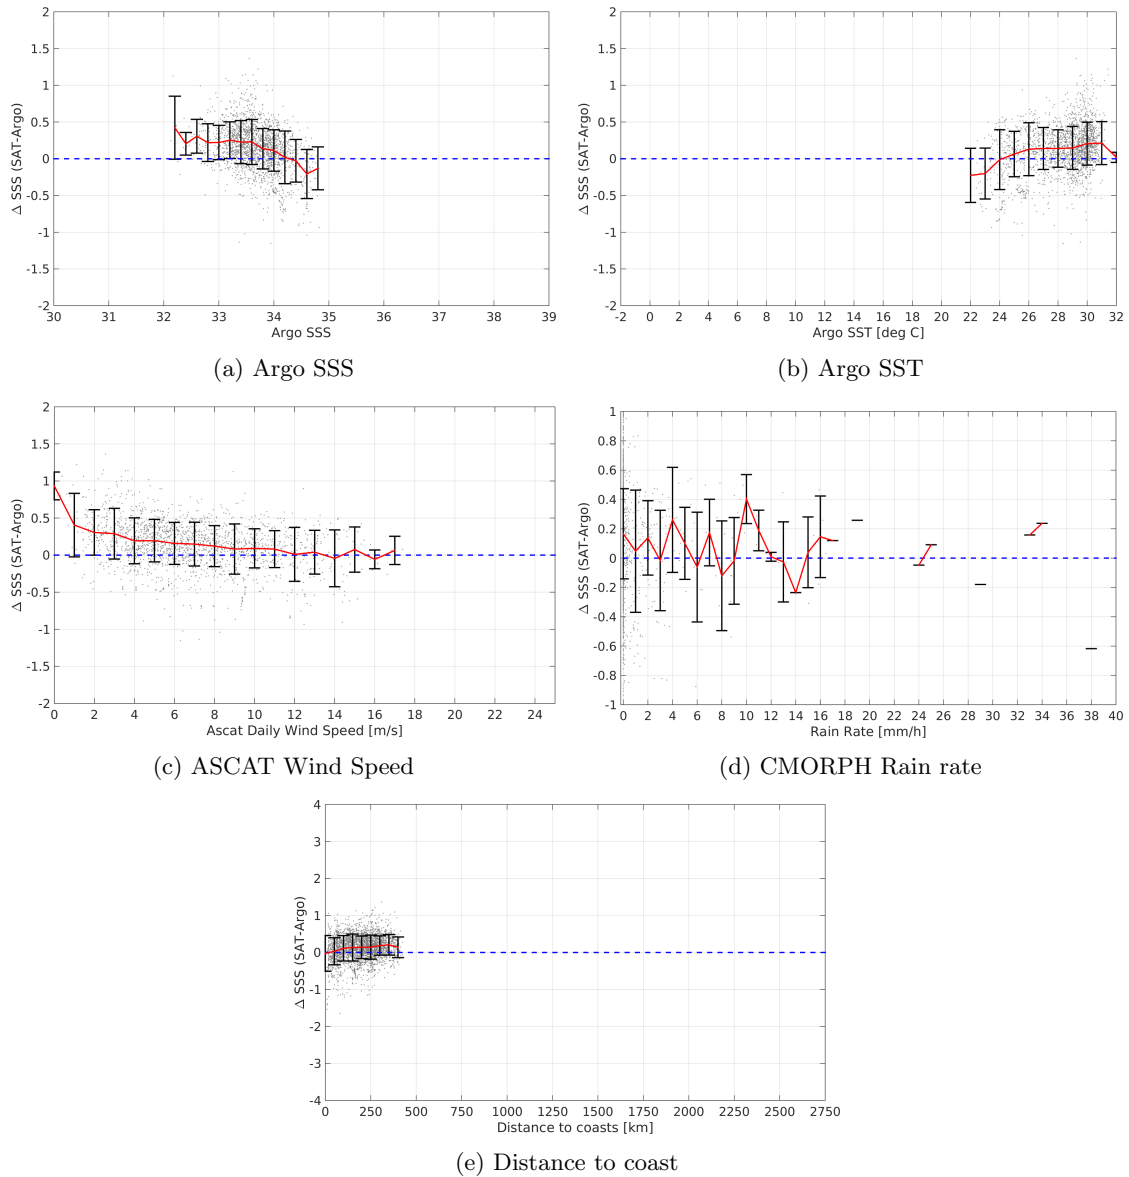 2
1.5
1
0.5
0
-0.5
-1
-1.5
-2
30 31 32 33 34 35 36 37 38 39
Argo SSS
Δ SSS (SAT-Argo)
(a) Argo SSS
2
1.5
1
0.5
0
-0.5
-1
-1.5
-2
-2 0 2 4 6 8 10 12 14 16 18 20 22 24 26 28 30 32
Argo SST [deg C]
Δ SSS (SAT-Argo)
(b) Argo SST
2
1.5
1
0.5
0
-0.5
-1
-1.5
-2
0 2 4 6 8 10 12 14 16 18 20 22 24
Ascat Daily Wind Speed [m/s]
Δ SSS (SAT-Argo)
(c) ASCAT Wind Speed
1
0.8
0.6
0.4
0.2
0
-0.2
-0.4
-0.6
-0.8
-1
0 2 4 6 8 10 12 14 16 18 20 22 24 26 28 30 32 34 36 38 40
Rain Rate [mm/h]
Δ SSS (SAT-Argo)
(d) CMORPH Rain rate
4
3
2
1
0
-1
-2
-3
-4
0 250 500 750 1000 1250 1500 1750 2000 2250 2500 2750
Distance to coasts [km]
Δ SSS (SAT-Argo)
(e) Distance to coast